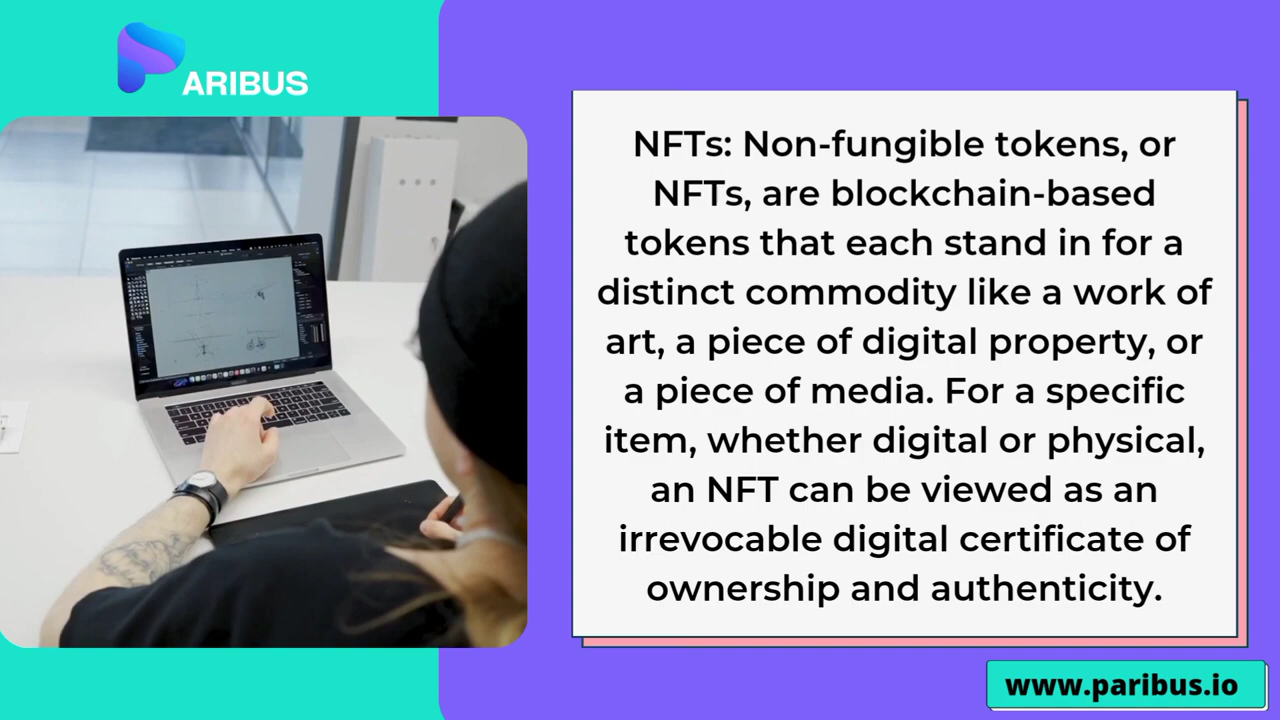 ARIBUS
NFTs: Non-fungible tokens, or
NFTs, are blockchain-based
tokens that each stand in for a
distinct commodity like a work of
art, a piece of digital property, or
a piece of media. For a specific
item, whether digital or physical,
an NFT can be viewed as an
irrevocable digital certificate of
ownership and authenticity.
www.paribus.io